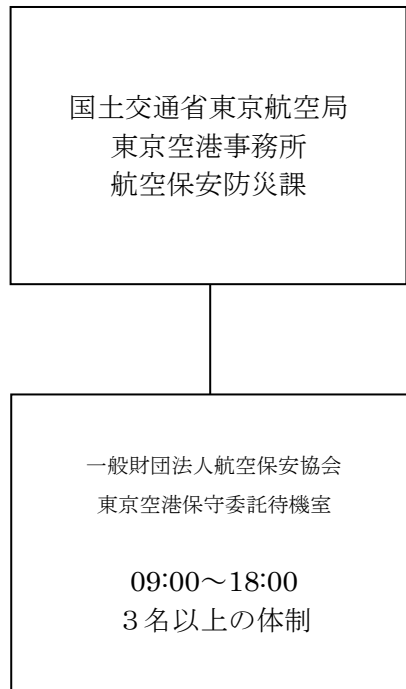 国土交通省東京航空局
東京空港事務所
航空保安防災課
一般財団法人航空保安協会
東京空港保守委託待機室
09:00～18:00
３名以上の体制